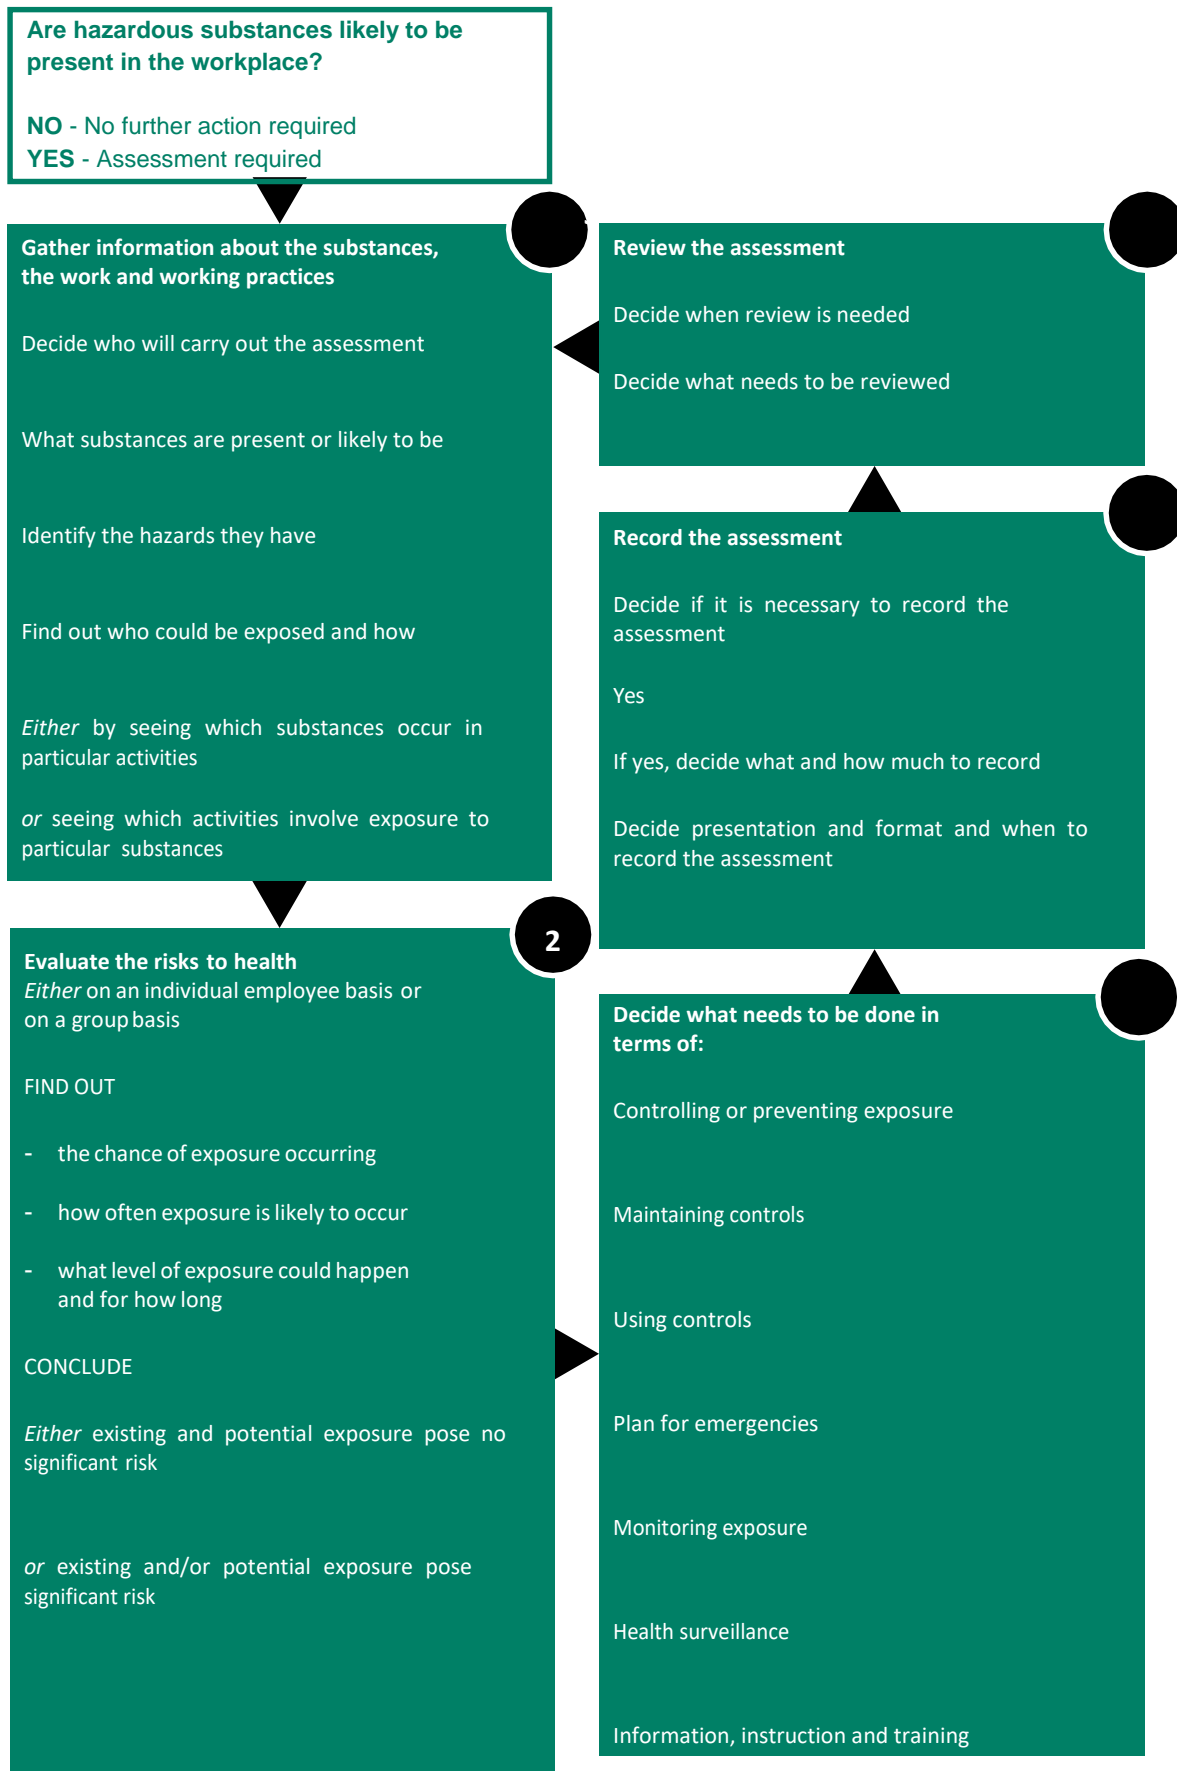 Are hazardous substances likely to be
present in the workplace?
NO - No further action required
YES - Assessment required
Gather information about the substances,
the work and working practices
Decide who will carry out the assessment
What substances are present or likely to be
Identify the hazards they have
Find out who could be exposed and how
Either by seeing which substances occur in
particular activities
or seeing which activities involve exposure to
particular substances
2
Evaluate the risks to health
Either on an individual employee basis or
on a group basis
FIND OUT
- the chance of exposure occurring
- how often exposure is likely to occur
- what level of exposure could happen
and for how long
CONCLUDE
Either existing and potential exposure pose no
significant risk
or existing and/or potential exposure pose
significant risk
Decide what needs to be done in
terms of:
Controlling or preventing exposure
Maintaining controls
Using controls
Plan for emergencies
Monitoring exposure
Health surveillance
Information, instruction and training
Record the assessment
Decide if it is necessary to record the
assessment
Yes
If yes, decide what and how much to record
Decide presentation and format and when to
record the assessment
Review the assessment
Decide when review is needed
Decide what needs to be reviewed